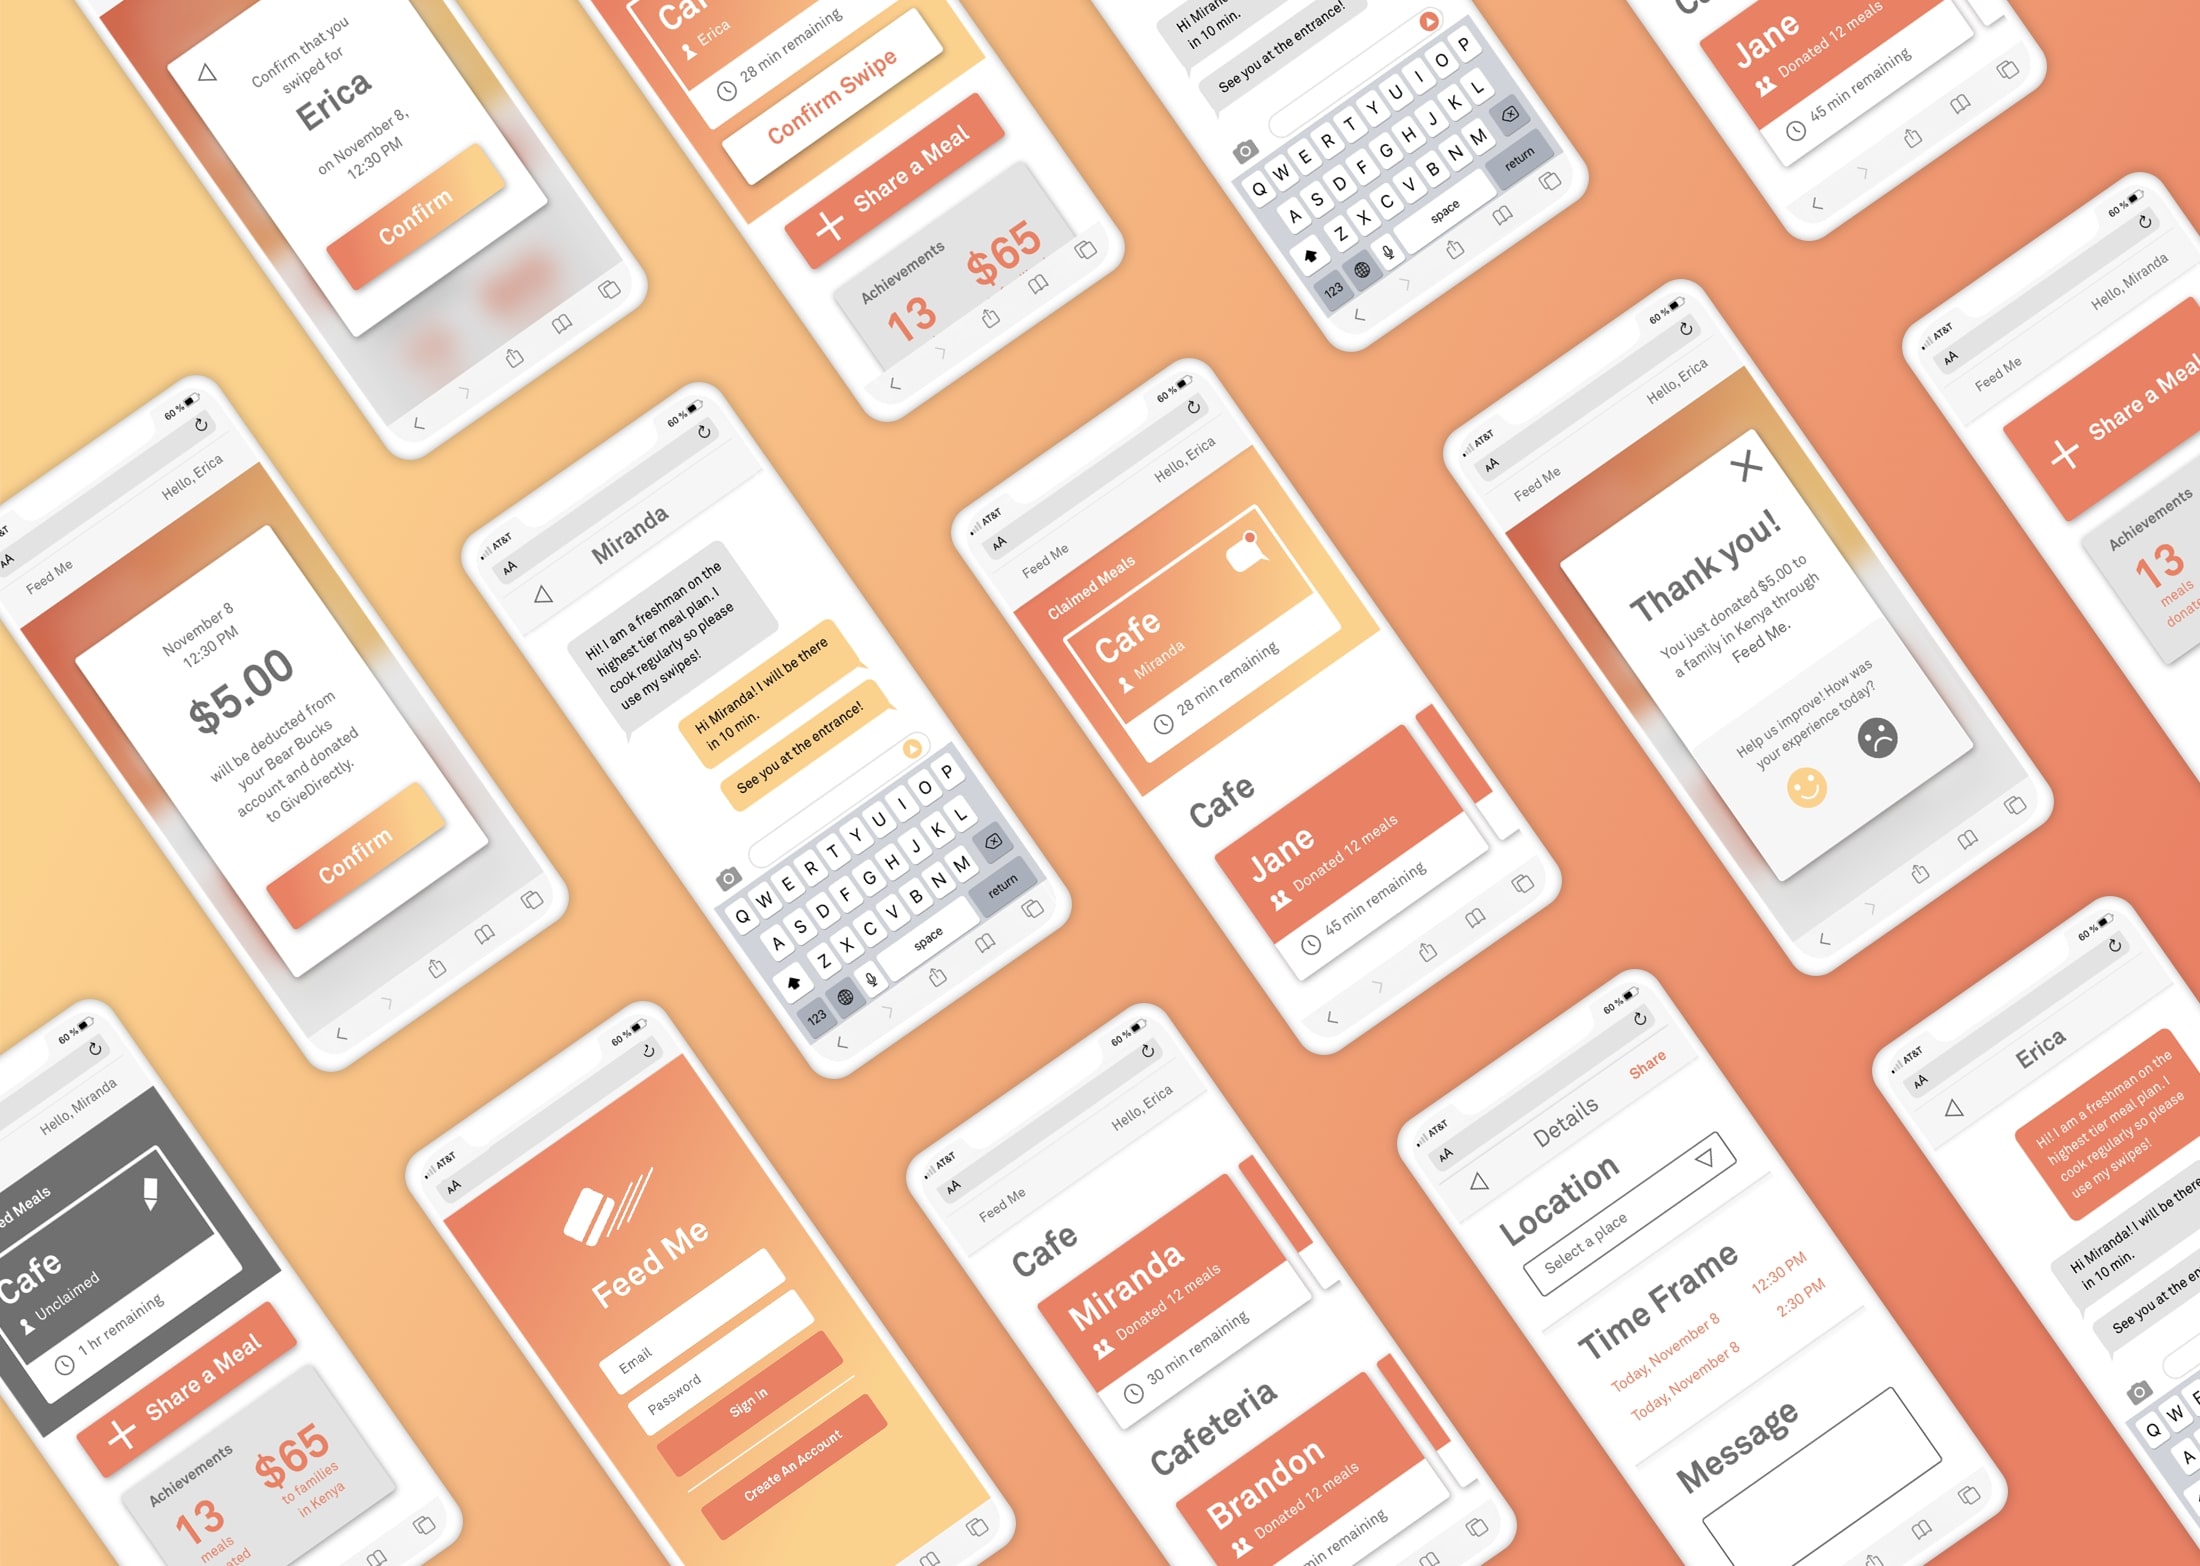 Confirm that you
swiped for
Erica
on November 8,
12:30 PM
Confirm
Erica
28 min remaining
Confirm Swipe
Share a Meal
Achievements
13
$65
in 10 min.
See you at the entrance!
Q W E R T Y U I O P
A S D F G H J K L
Z X C V B N M
123
space
return
Jane
Donated 12 meals
45 min remaining
60 %
AA
Feed Me
Hello, Erica
November 8
12:30 PM
$5.00
will be deducted from
your Bear Bucks
account and donated
to GiveDirectly.
Confirm
AT&T
60 %
AA
Miranda
Hi! I am a freshman on the
highest tier meal plan. I
cook regularly so please
use my swipes!
Hi Miranda! I will be there
in 10 min.
See you at the entrance!
Q W E R T Y U I O P
A S D F G H J K L
Z X C V B N M
123
space
return
AT&T
60 %
AA
Feed Me
Hello, Erica
Claimed Meals
Cafe
Miranda
28 min remaining
Cafe
Jane
Donated 12 meals
45 min remaining
AT&T
60 %
AA
Feed Me
Hello, Erica
Thank you!
You just donated $5.00 to
a family in Kenya through
Feed Me.
Help us improve! How was
your experience today?
AT&T
60 %
AA
Feed Me
Hello, Miranda
Share a Meal
Achievements
13
meals
60 %
Hello, Miranda
Meals
Cafe
Unclaimed
1 hr remaining
Share a Meal
Achievements
13
meals
$65
to families
in Kenya
AT&T
60 %
AA
Feed Me
Email
Password
Sign In
Create An Account
AT&T
60 %
AA
Feed Me
Hello, Erica
Cafe
Miranda
Donated 12 meals
30 min remaining
Cafeteria
Brandon
Donated 12 meals
remaining
AT&T
60 %
AA
Details
Share
Location
Select a place
Time Frame
Today, November 8
12:30 PM
Today, November 8
2:30 PM
Message
AT&T
60 %
AA
Erica
Hi! I am a freshman on the
highest tier meal plan. I
cook regularly so please
use my swipes!
Hi Miranda! I will be there
in 10 min.
See you at the
Q W
A